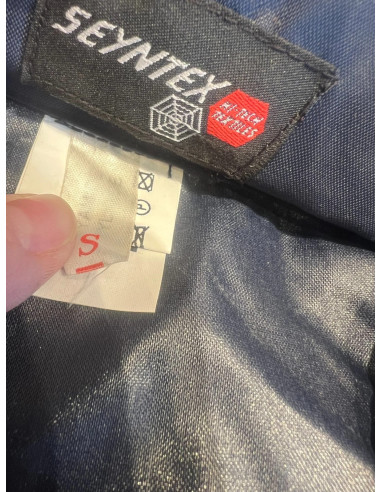 SEYNTEX
HI TECH
TEXTILES
P
S